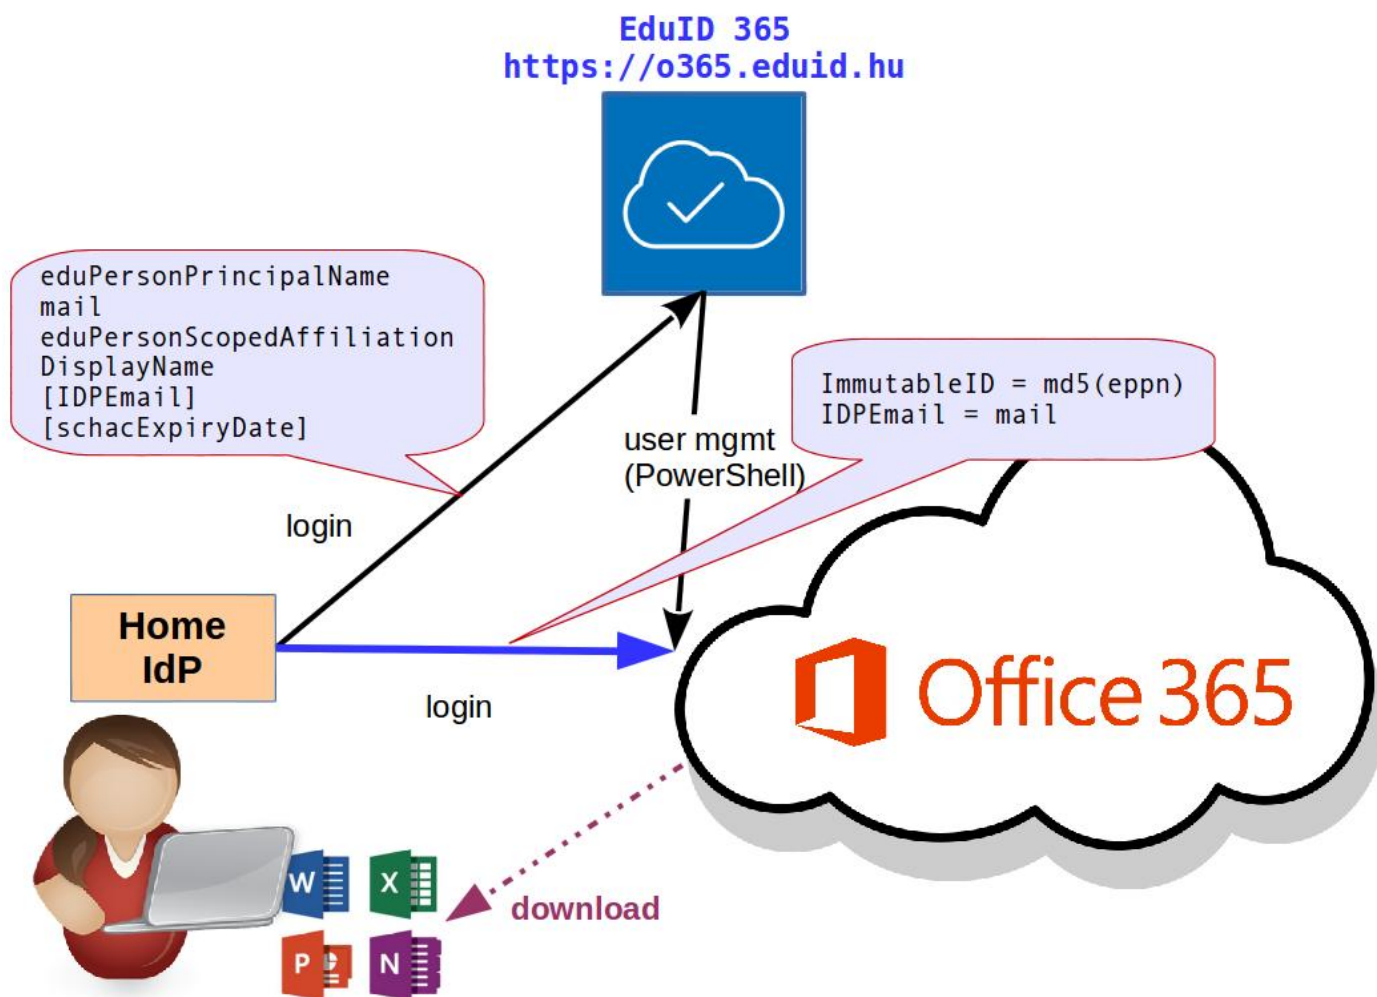 EduID 365
https://o365.eduid.hu
eduPersonPrincipalName
mail
eduPersonScopedAffiliation
DisplayName
[IDPEmail]
[schacExpiryDate]
ImmutableID = md5(eppn)
IDPEmail = mail
user mgmt
(PowerShell)
login
Home
IdP
login
Office 365
download
W
X
P
N